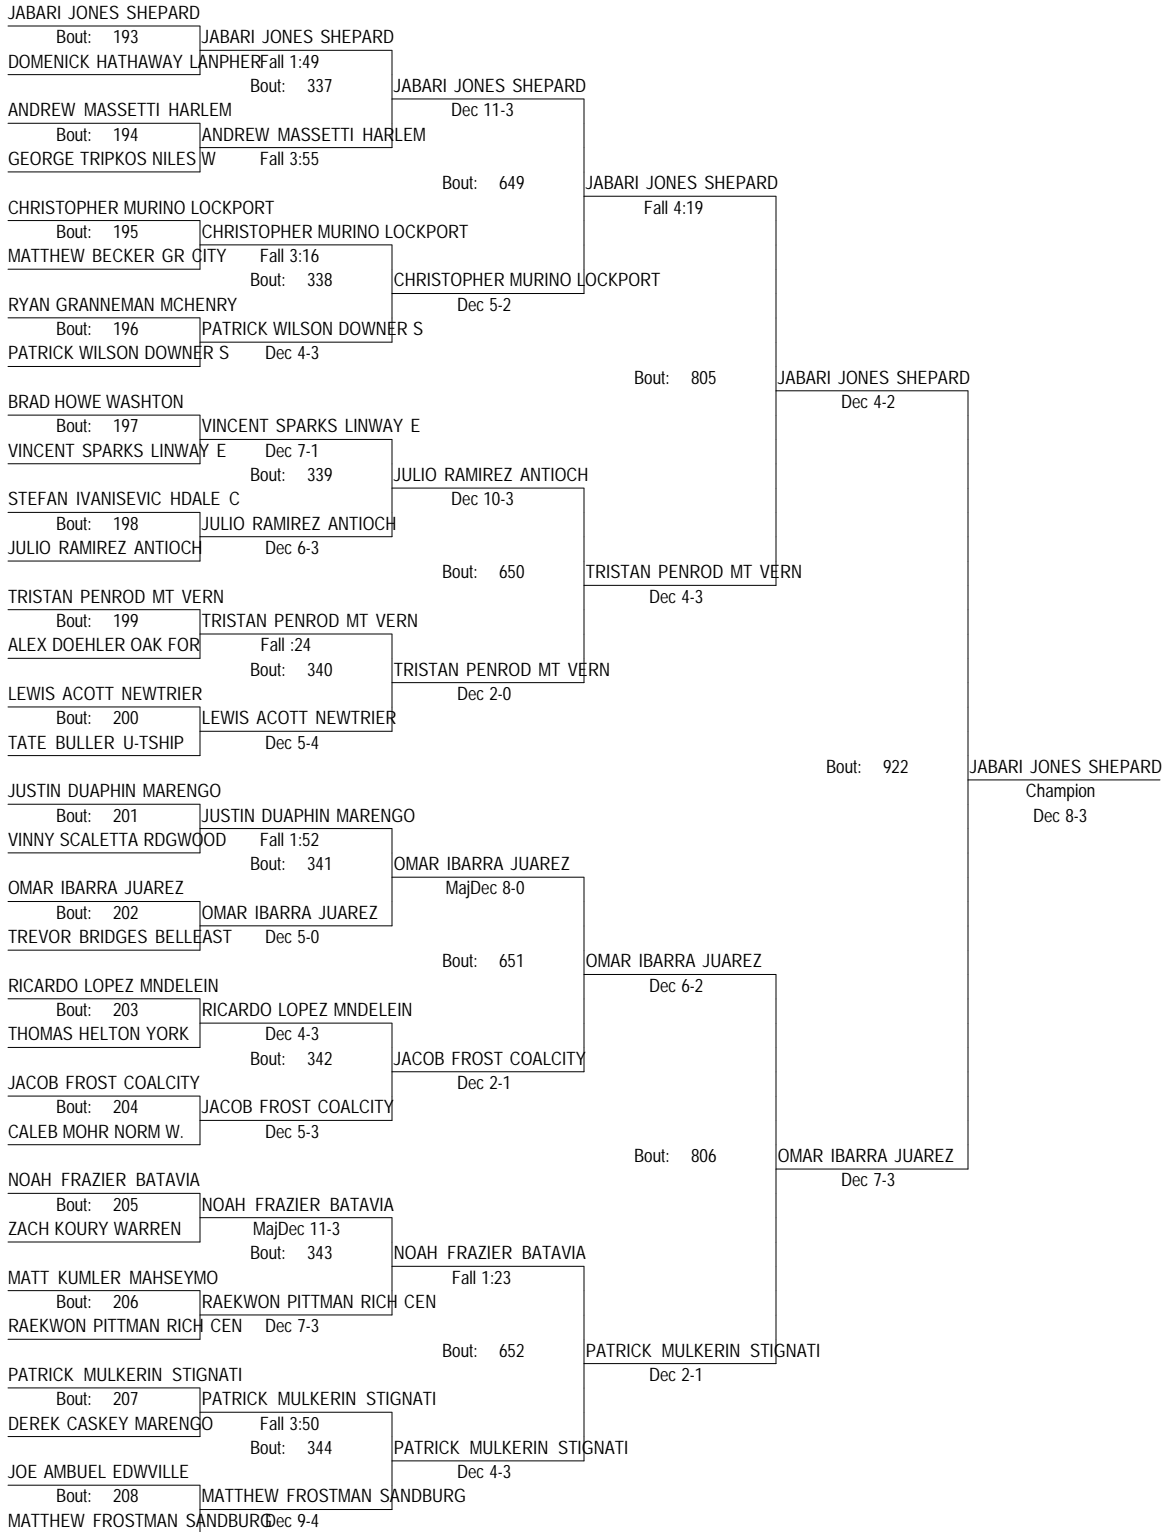 JABARI JONES SHEPARD
Bout: 193
JABARI JONES SHEPARD
DOMENICK HATHAWAY LANPHER
Fall 1:49
Bout: 337
JABARI JONES SHEPARD
Dec 11-3
ANDREW MASSETTI HARLEM
Bout: 194
ANDREW MASSETTI HARLEM
GEORGE TRIPKOS NILES W
Fall 3:55
Bout: 649
JABARI JONES SHEPARD
Fall 4:19
CHRISTOPHER MURINO LOCKPORT
Bout: 195
CHRISTOPHER MURINO LOCKPORT
MATTHEW BECKER GR CITY
Fall 3:16
Bout: 338
CHRISTOPHER MURINO LOCKPORT
Dec 5-2
RYAN GRANNEMAN MCHENRY
Bout: 196
PATRICK WILSON DOWNER S
PATRICK WILSON DOWNER S
Dec 4-3
Bout: 805
JABARI JONES SHEPARD
Dec 4-2
BRAD HOWE WASHTON
Bout: 197
VINCENT SPARKS LINWAY E
VINCENT SPARKS LINWAY E
Dec 7-1
Bout: 339
JULIO RAMIREZ ANTIOCH
Dec 10-3
STEFAN IVANISEVIC HDALE C
Bout: 198
JULIO RAMIREZ ANTIOCH
JULIO RAMIREZ ANTIOCH
Dec 6-3
Bout: 650
TRISTAN PENROD MT VERN
Dec 4-3
TRISTAN PENROD MT VERN
Bout: 199
TRISTAN PENROD MT VERN
ALEX DOEHLER OAK FOR
Fall :24
Bout: 340
TRISTAN PENROD MT VERN
Dec 2-0
LEWIS ACOTT NEWTRIER
Bout: 200
LEWIS ACOTT NEWTRIER
TATE BULLER U-TSHIP
Dec 5-4
Bout: 922
JABARI JONES SHEPARD
Champion
Dec 8-3
JUSTIN DUAPHIN MARENGO
Bout: 201
JUSTIN DUAPHIN MARENGO
VINNY SCALETTA RDGWOOD
Fall 1:52
Bout: 341
OMAR IBARRA JUAREZ
MajDec 8-0
OMAR IBARRA JUAREZ
Bout: 202
OMAR IBARRA JUAREZ
TREVOR BRIDGES BELLEAST
Dec 5-0
Bout: 651
OMAR IBARRA JUAREZ
Dec 6-2
RICARDO LOPEZ MNDELEIN
Bout: 203
RICARDO LOPEZ MNDELEIN
THOMAS HELTON YORK
Dec 4-3
Bout: 342
JACOB FROST COALCITY
Dec 2-1
JACOB FROST COALCITY
Bout: 204
JACOB FROST COALCITY
CALEB MOHR NORM W.
Dec 5-3
Bout: 806
OMAR IBARRA JUAREZ
Dec 7-3
NOAH FRAZIER BATAVIA
Bout: 205
NOAH FRAZIER BATAVIA
ZACH KOURY WARREN
MajDec 11-3
Bout: 343
NOAH FRAZIER BATAVIA
Fall 1:23
MATT KUMLER MAHSEYMO
Bout: 206
RAEKWON PITTMAN RICH CEN
RAEKWON PITTMAN RICH CEN
Dec 7-3
Bout: 652
PATRICK MULKERIN STIGNATI
Dec 2-1
PATRICK MULKERIN STIGNATI
Bout: 207
PATRICK MULKERIN STIGNATI
DEREK CASKEY MARENGO
Fall 3:50
Bout: 344
PATRICK MULKERIN STIGNATI
Dec 4-3
JOE AMBUEL EDWVILLE
Bout: 208
MATTHEW FROSTMAN SANDBURG
MATTHEW FROSTMAN SANDBURG
Dec 9-4